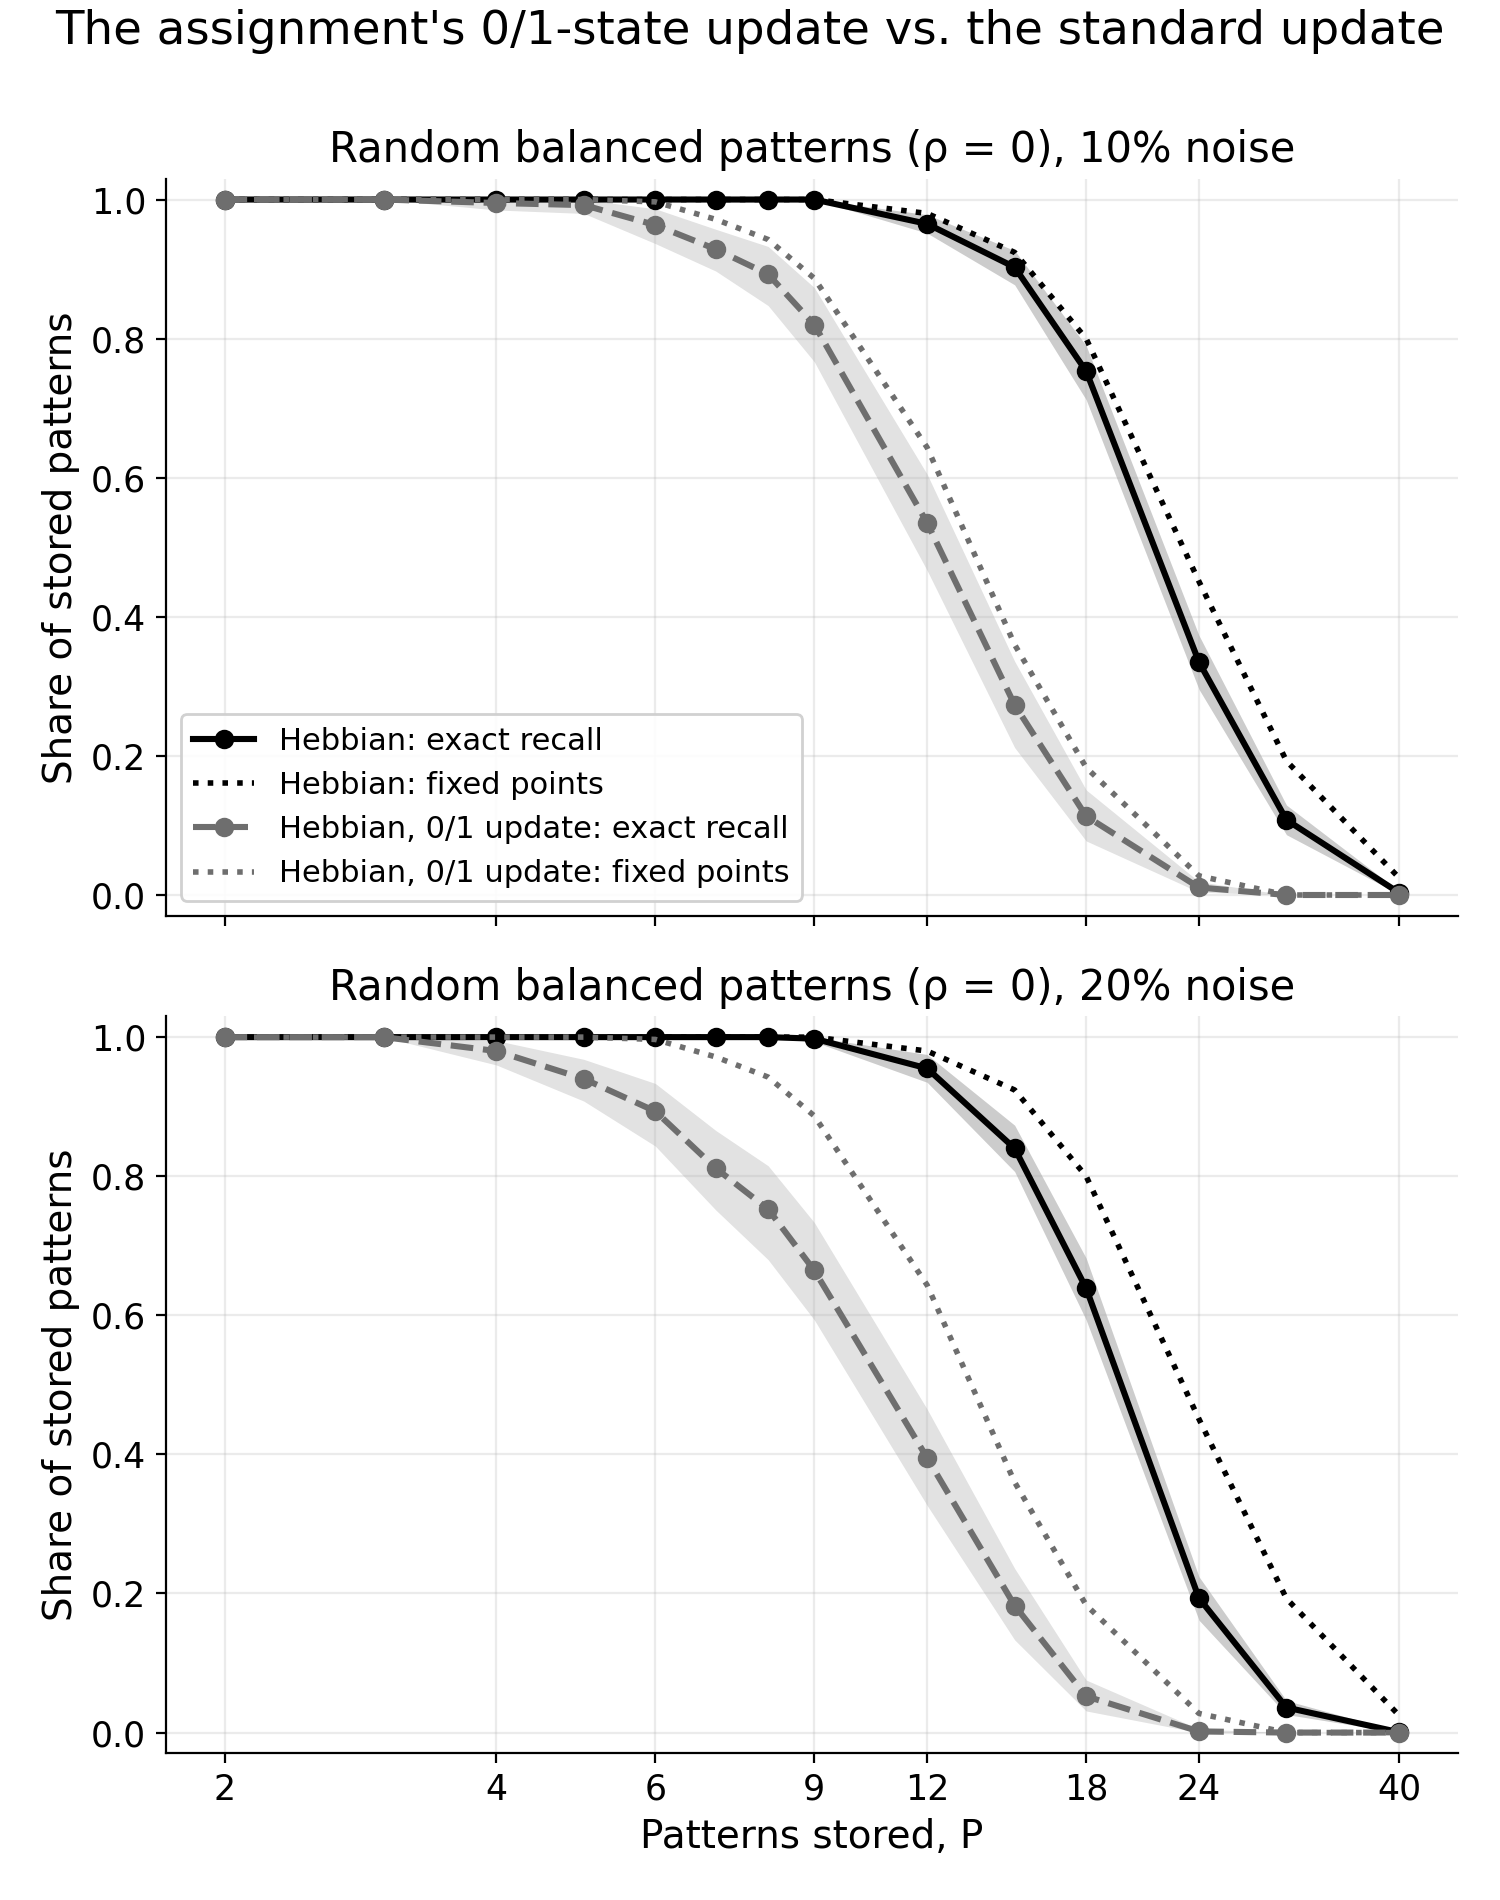 The assignment's 0/1-state update vs. the standard update
Random balanced patterns (ρ = 0), 10% noise
Share of stored patterns
1.0
0.8
0.6
0.4
0.2
0.0
Hebbian: exact recall
Hebbian: fixed points
Hebbian, 0/1 update: exact recall
Hebbian, 0/1 update: fixed points
Random balanced patterns (ρ = 0), 20% noise
Share of stored patterns
1.0
0.8
0.6
0.4
0.2
0.0
2 4 6 9 12 18 24 40
Patterns stored, P